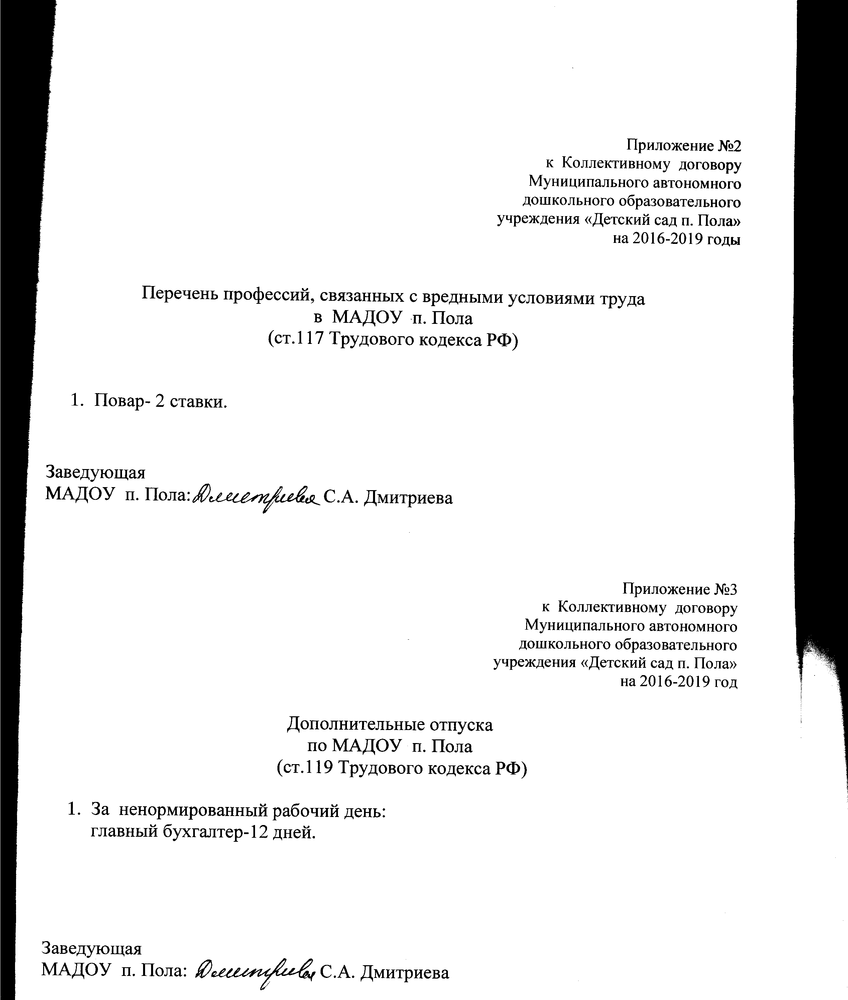 Приложение №2
к Коллективному договору
Муниципального автономного
дошкольного образовательного
учреждения «Детский сад п. Пола»
на 2016-2019 годы
Перечень профессий, связанных с вредными условиями труда
в МАДОУ п. Пола
(ст.117 Трудового кодекса РФ)
1. Повар- 2 ставки.
Заведующая
МАДОУ п. Пола: Дмитриева С.А. Дмитриева
Приложение №3
к Коллективному договору
Муниципального автономного
дошкольного образовательного
учреждения «Детский сад п. Пола»
на 2016-2019 год
Дополнительные отпуска
по МАДОУ п. Пола
(ст.119 Трудового кодекса РФ)
1. За ненормированный рабочий день:
главный бухгалтер-12 дней.
Заведующая
МАДОУ п. Пола: Дмитриева С.А. Дмитриева